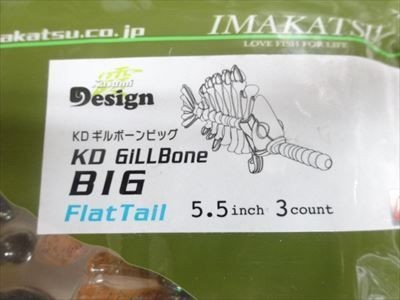 akatsu.co.jp
IMAKATSU
LOVE FISH FOR LIFE
Design
KDギルボーンビッグ
KD GiLLBone
BIG
FlatTail
5.5inch 3count